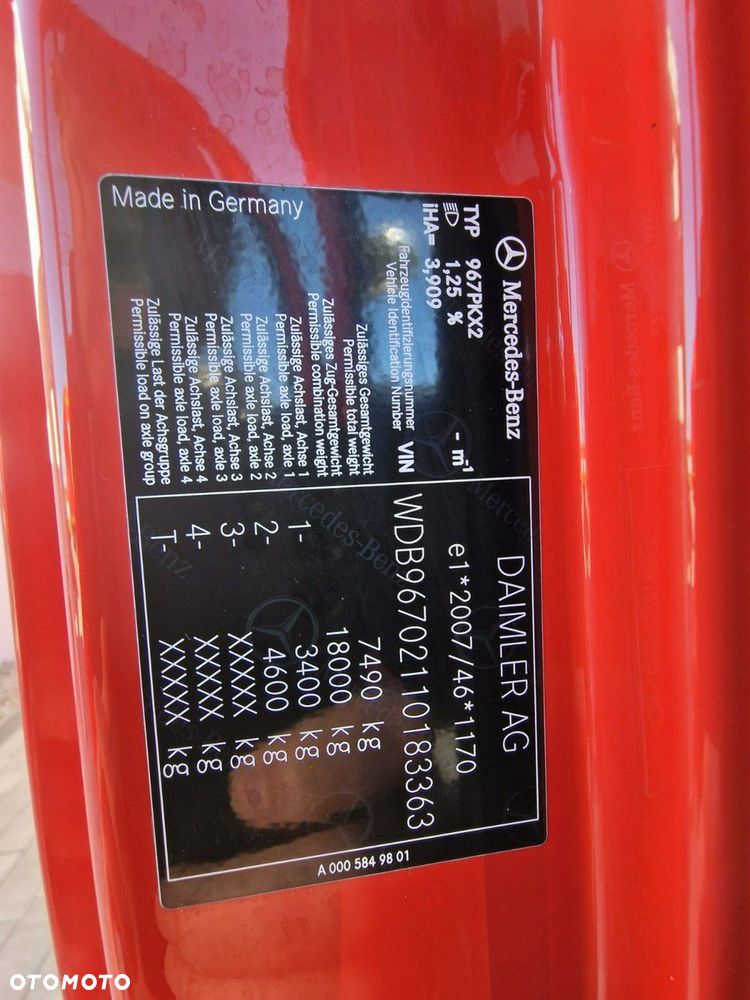 Mercedes-Benz
TYP 967PKX2
1,25 % - m⁻¹
iHA= 3,909
DAIMLER AG
e1*2007/46*1170
Fahrzeugidentifizierungsnummer
Vehicle Identification Number VIN WDB9670211O183363
Zulässiges Gesamtgewicht
Permissible total weight 7490 kg
Zulässiges Zug-Gesamtgewicht
Permissible combination weight 18000 kg
Zulässige Achslast, Achse 1
Permissible axle load, axle 1 1- 3400 kg
Zulässige Achslast, Achse 2
Permissible axle load, axle 2 2- 4600 kg
Zulässige Achslast, Achse 3
Permissible axle load, axle 3 3- XXXXX kg
Zulässige Achslast, Achse 4
Permissible axle load, axle 4 4- XXXXX kg
Zulässige Last der Achsgruppe
Permissible load on axle group T- XXXXX kg
Made in Germany
A 000 584 98 01
OTOMOTO